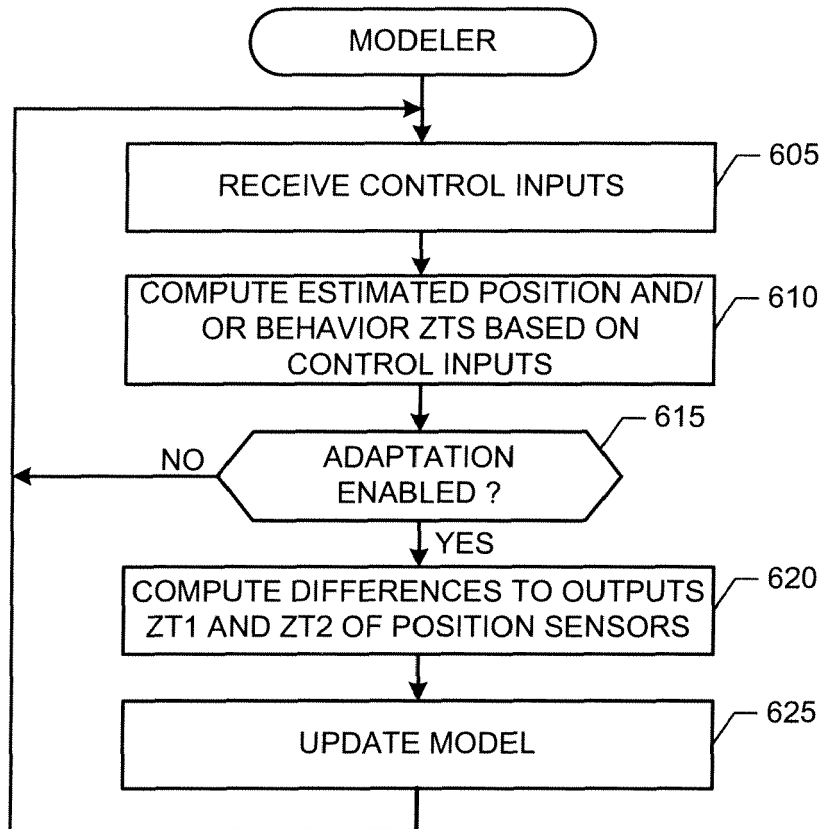 MODELER
RECEIVE CONTROL INPUTS
605
COMPUTE ESTIMATED POSITION AND/
OR BEHAVIOR ZTS BASED ON
CONTROL INPUTS
610
ADAPTATION
ENABLED ?
615
NO
YES
COMPUTE DIFFERENCES TO OUTPUTS
ZT1 AND ZT2 OF POSITION SENSORS
620
UPDATE MODEL
625